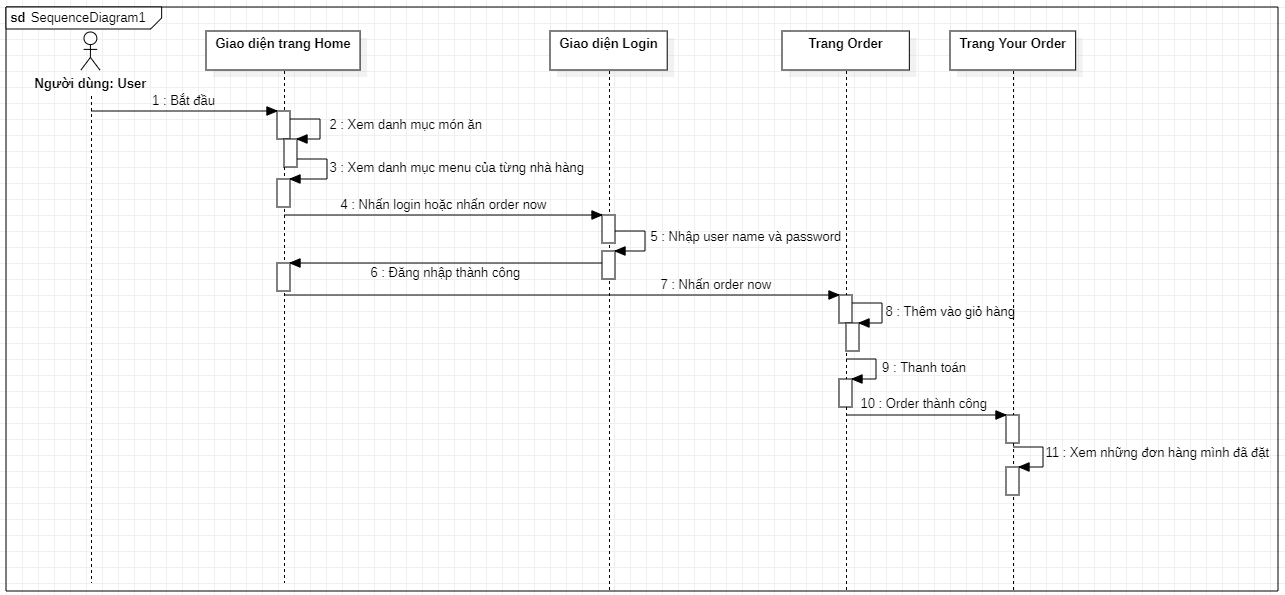 sd SequenceDiagram1
Giao diện trang Home
Giao diện Login
Trang Order
Trang Your Order
Người dùng: User
1 : Bắt đầu
2 : Xem danh mục món ăn
3 : Xem danh mục menu của từng nhà hàng
4 : Nhấn login hoặc nhấn order now
5 : Nhập user name và password
6 : Đăng nhập thành công
7 : Nhấn order now
8 : Thêm vào giỏ hàng
9 : Thanh toán
10 : Order thành công
11 : Xem những đơn hàng mình đã đặt